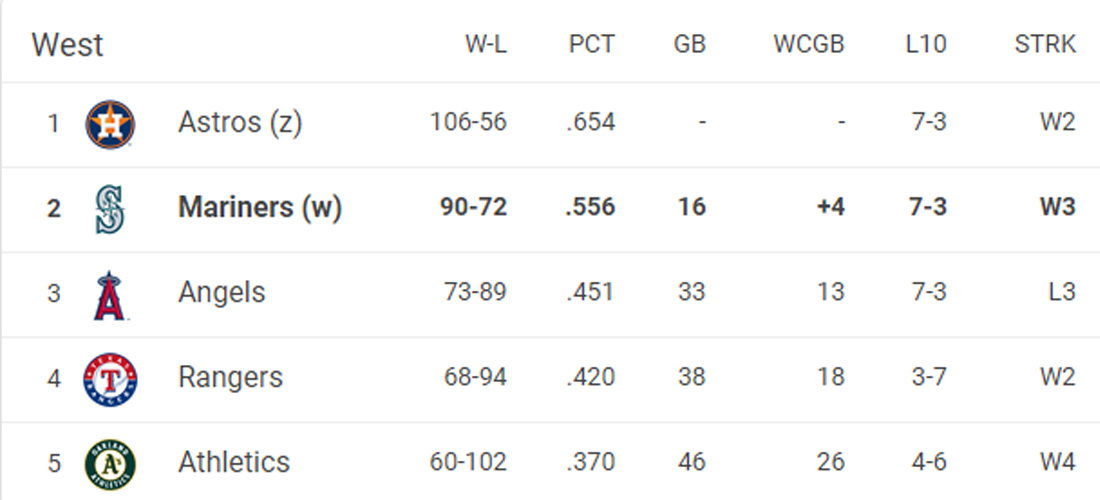 West W-L PCT GB WCGB L10 STRK
1 Astros (z) 106-56 .654 - - 7-3 W2
2 Mariners (w) 90-72 .556 16 +4 7-3 W3
3 Angels 73-89 .451 33 13 7-3 L3
4 Rangers 68-94 .420 38 18 3-7 W2
5 Athletics 60-102 .370 46 26 4-6 W4